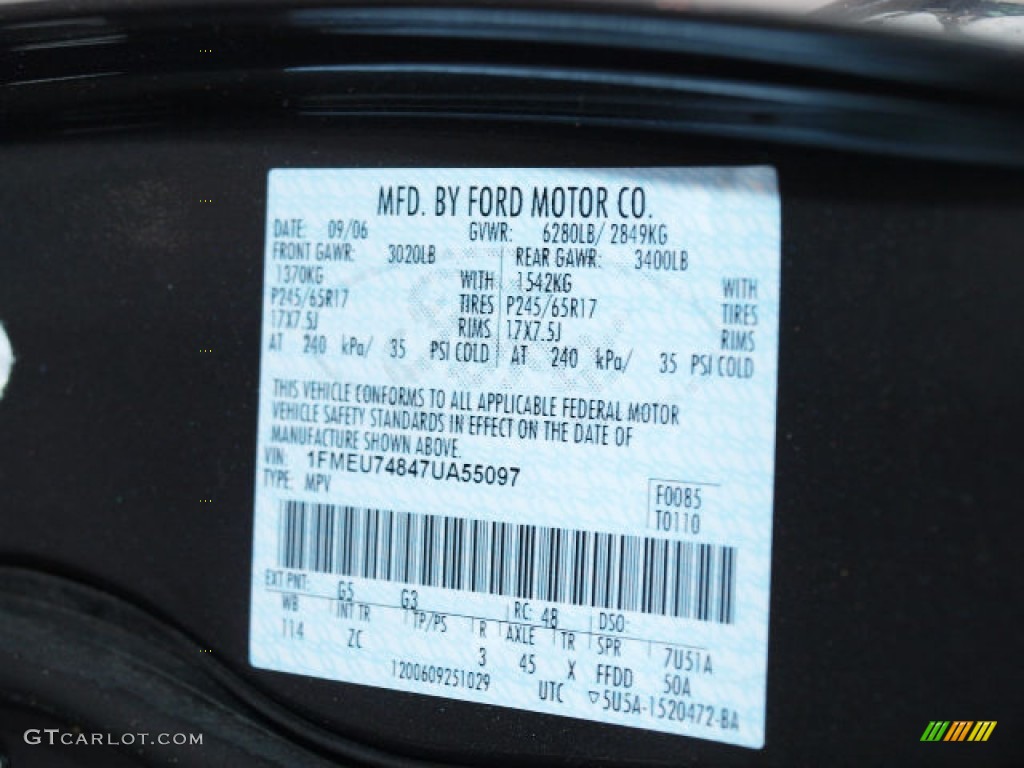 MFD. BY FORD MOTOR CO.
DATE: 09/06 GVWR: 6280LB/ 2849KG
FRONT GAWR: 3020LB REAR GAWR: 3400LB
1370KG WITH 1542KG WITH
P245/65R17 TIRES P245/65R17 TIRES
17X7.5J RIMS 17X7.5J RIMS
AT 240 kPa/ 35 PSI COLD AT 240 kPa/ 35 PSI COLD
THIS VEHICLE CONFORMS TO ALL APPLICABLE FEDERAL MOTOR
VEHICLE SAFETY STANDARDS IN EFFECT ON THE DATE OF
MANUFACTURE SHOWN ABOVE.
VIN: 1FMEU74847UA55097
TYPE: MPV
F0085
T0110
EXT PNT: G5 G3 RC: 48 DSO:
WB INT TR TP/PS R AXLE TR SPR 7U51A
114 ZC 3 45 X FFDD 50A
1200609251029 UTC ▽5U5A-1520472-BA
GTCARLOT.COM